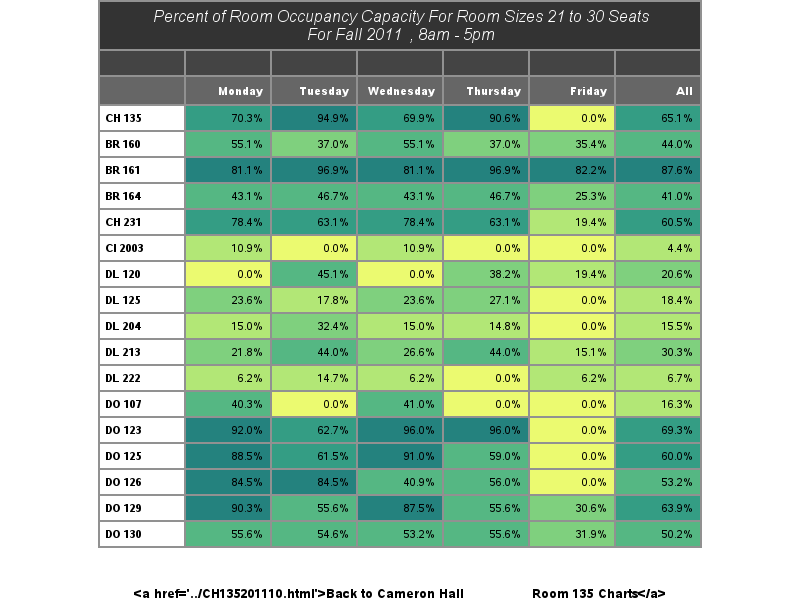 Percent of Room Occupancy Capacity For Room Sizes 21 to 30 Seats
For Fall 2011 , 8am - 5pm
Monday Tuesday Wednesday Thursday Friday All
CH 135 70.3% 94.9% 69.9% 90.6% 0.0% 65.1%
BR 160 55.1% 37.0% 55.1% 37.0% 35.4% 44.0%
BR 161 81.1% 96.9% 81.1% 96.9% 82.2% 87.6%
BR 164 43.1% 46.7% 43.1% 46.7% 25.3% 41.0%
CH 231 78.4% 63.1% 78.4% 63.1% 19.4% 60.5%
CI 2003 10.9% 0.0% 10.9% 0.0% 0.0% 4.4%
DL 120 0.0% 45.1% 0.0% 38.2% 19.4% 20.6%
DL 125 23.6% 17.8% 23.6% 27.1% 0.0% 18.4%
DL 204 15.0% 32.4% 15.0% 14.8% 0.0% 15.5%
DL 213 21.8% 44.0% 26.6% 44.0% 15.1% 30.3%
DL 222 6.2% 14.7% 6.2% 0.0% 6.2% 6.7%
DO 107 40.3% 0.0% 41.0% 0.0% 0.0% 16.3%
DO 123 92.0% 62.7% 96.0% 96.0% 0.0% 69.3%
DO 125 88.5% 61.5% 91.0% 59.0% 0.0% 60.0%
DO 126 84.5% 84.5% 40.9% 56.0% 0.0% 53.2%
DO 129 90.3% 55.6% 87.5% 55.6% 30.6% 63.9%
DO 130 55.6% 54.6% 53.2% 55.6% 31.9% 50.2%
<a href='../CH135201110.html'>Back to Cameron Hall Room 135 Charts</a>